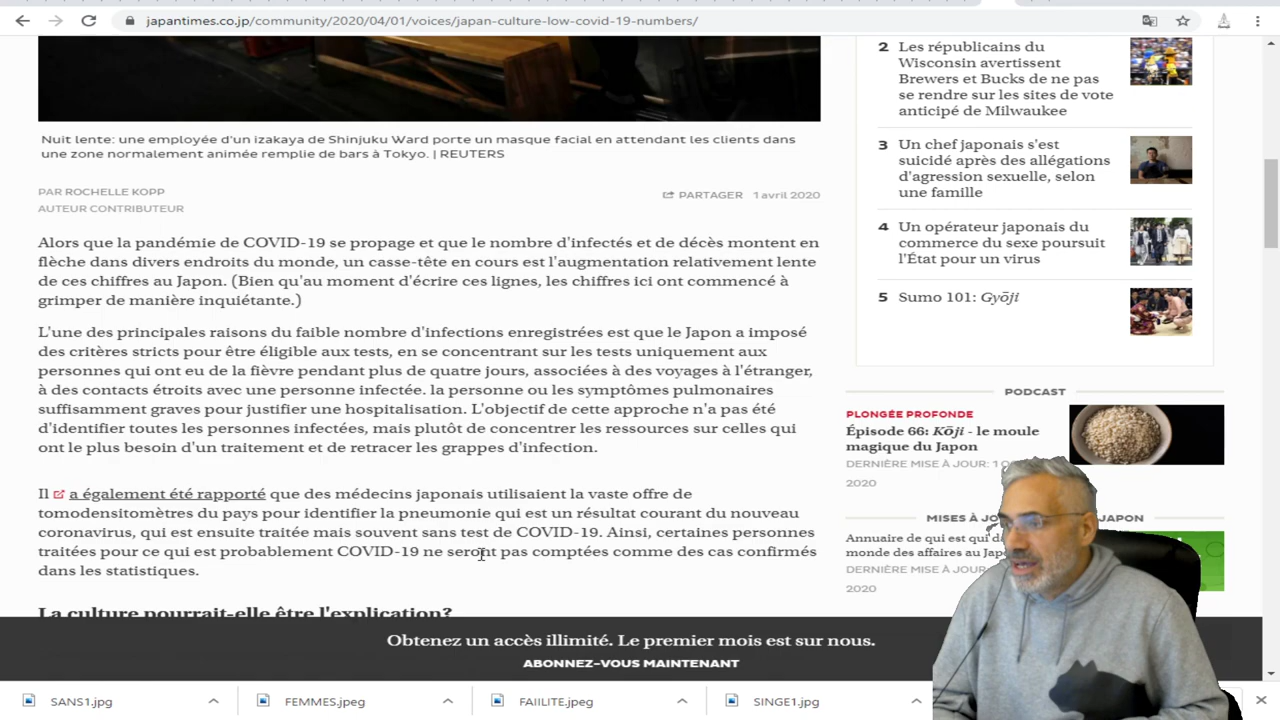 japantimes.co.jp/community/2020/04/01/voices/japan-culture-low-covid-19-numbers/
Nuit lente: une employée d'un izakaya de Shinjuku Ward porte un masque facial en attendant les clients dans
une zone normalement animée remplie de bars à Tokyo. | REUTERS
PAR ROCHELLE KOPP
AUTEUR CONTRIBUTEUR
PARTAGER 1 avril 2020
Alors que la pandémie de COVID-19 se propage et que le nombre d'infectés et de décès montent en
flèche dans divers endroits du monde, un casse-tête en cours est l'augmentation relativement lente
de ces chiffres au Japon. (Bien qu'au moment d'écrire ces lignes, les chiffres ici ont commencé à
grimper de manière inquiétante.)
L'une des principales raisons du faible nombre d'infections enregistrées est que le Japon a imposé
des critères stricts pour être éligible aux tests, en se concentrant sur les tests uniquement aux
personnes qui ont eu de la fièvre pendant plus de quatre jours, associées à des voyages à l'étranger,
à des contacts étroits avec une personne infectée. la personne ou les symptômes pulmonaires
suffisamment graves pour justifier une hospitalisation. L'objectif de cette approche n'a pas été
d'identifier toutes les personnes infectées, mais plutôt de concentrer les ressources sur celles qui
ont le plus besoin d'un traitement et de retracer les grappes d'infection.
Il a également été rapporté que des médecins japonais utilisaient la vaste offre de
tomodensitomètres du pays pour identifier la pneumonie qui est un résultat courant du nouveau
coronavirus, qui est ensuite traitée mais souvent sans test de COVID-19. Ainsi, certaines personnes
traitées pour ce qui est probablement COVID-19 ne seront pas comptées comme des cas confirmés
dans les statistiques.
La culture pourrait-elle être l'explication?
2 Les républicains du
Wisconsin avertissent
Brewers et Bucks de ne pas
se rendre sur les sites de vote
anticipé de Milwaukee
3 Un chef japonais s'est
suicidé après des allégations
d'agression sexuelle, selon
une famille
4 Un opérateur japonais du
commerce du sexe poursuit
l'État pour un virus
5 Sumo 101: Gyōji
PODCAST
PLONGÉE PROFONDE
Épisode 66: Kōji - le moule
magique du Japon
DERNIÈRE MISE À JOUR:
2020
MISES À JAPON
Annuaire de qui est qui
monde des affaires au
DERNIÈRE MISE À JOUR:
2020
Obtenez un accès illimité. Le premier mois est sur nous.
ABONNEZ-VOUS MAINTENANT
SANS1.jpg
FEMMES.jpeg
FAIILITE.jpeg
SINGE1.jpg